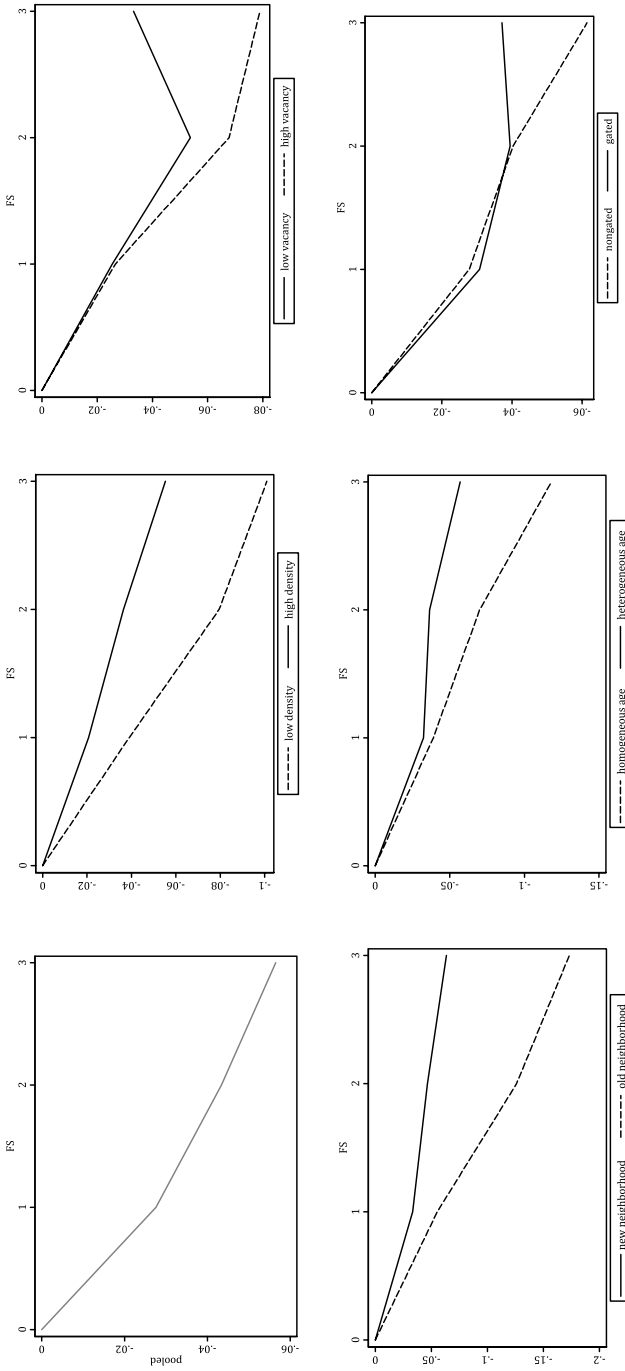 FS
0 1 2 3
0
-.02
-.04
-.06
pooled
FS
0 1 2 3
0
-.02
-.04
-.06
-.08
-.1
low density high density
FS
0 1 2 3
0
-.02
-.04
-.06
-.08
low vacancy high vacancy
FS
0 1 2 3
0
-.05
-.1
-.15
-.2
new neighborhood old neighborhood
FS
0 1 2 3
0
-.05
-.1
-.15
homogeneous age heterogeneous age
FS
0 1 2 3
0
-.02
-.04
-.06
nongated gated